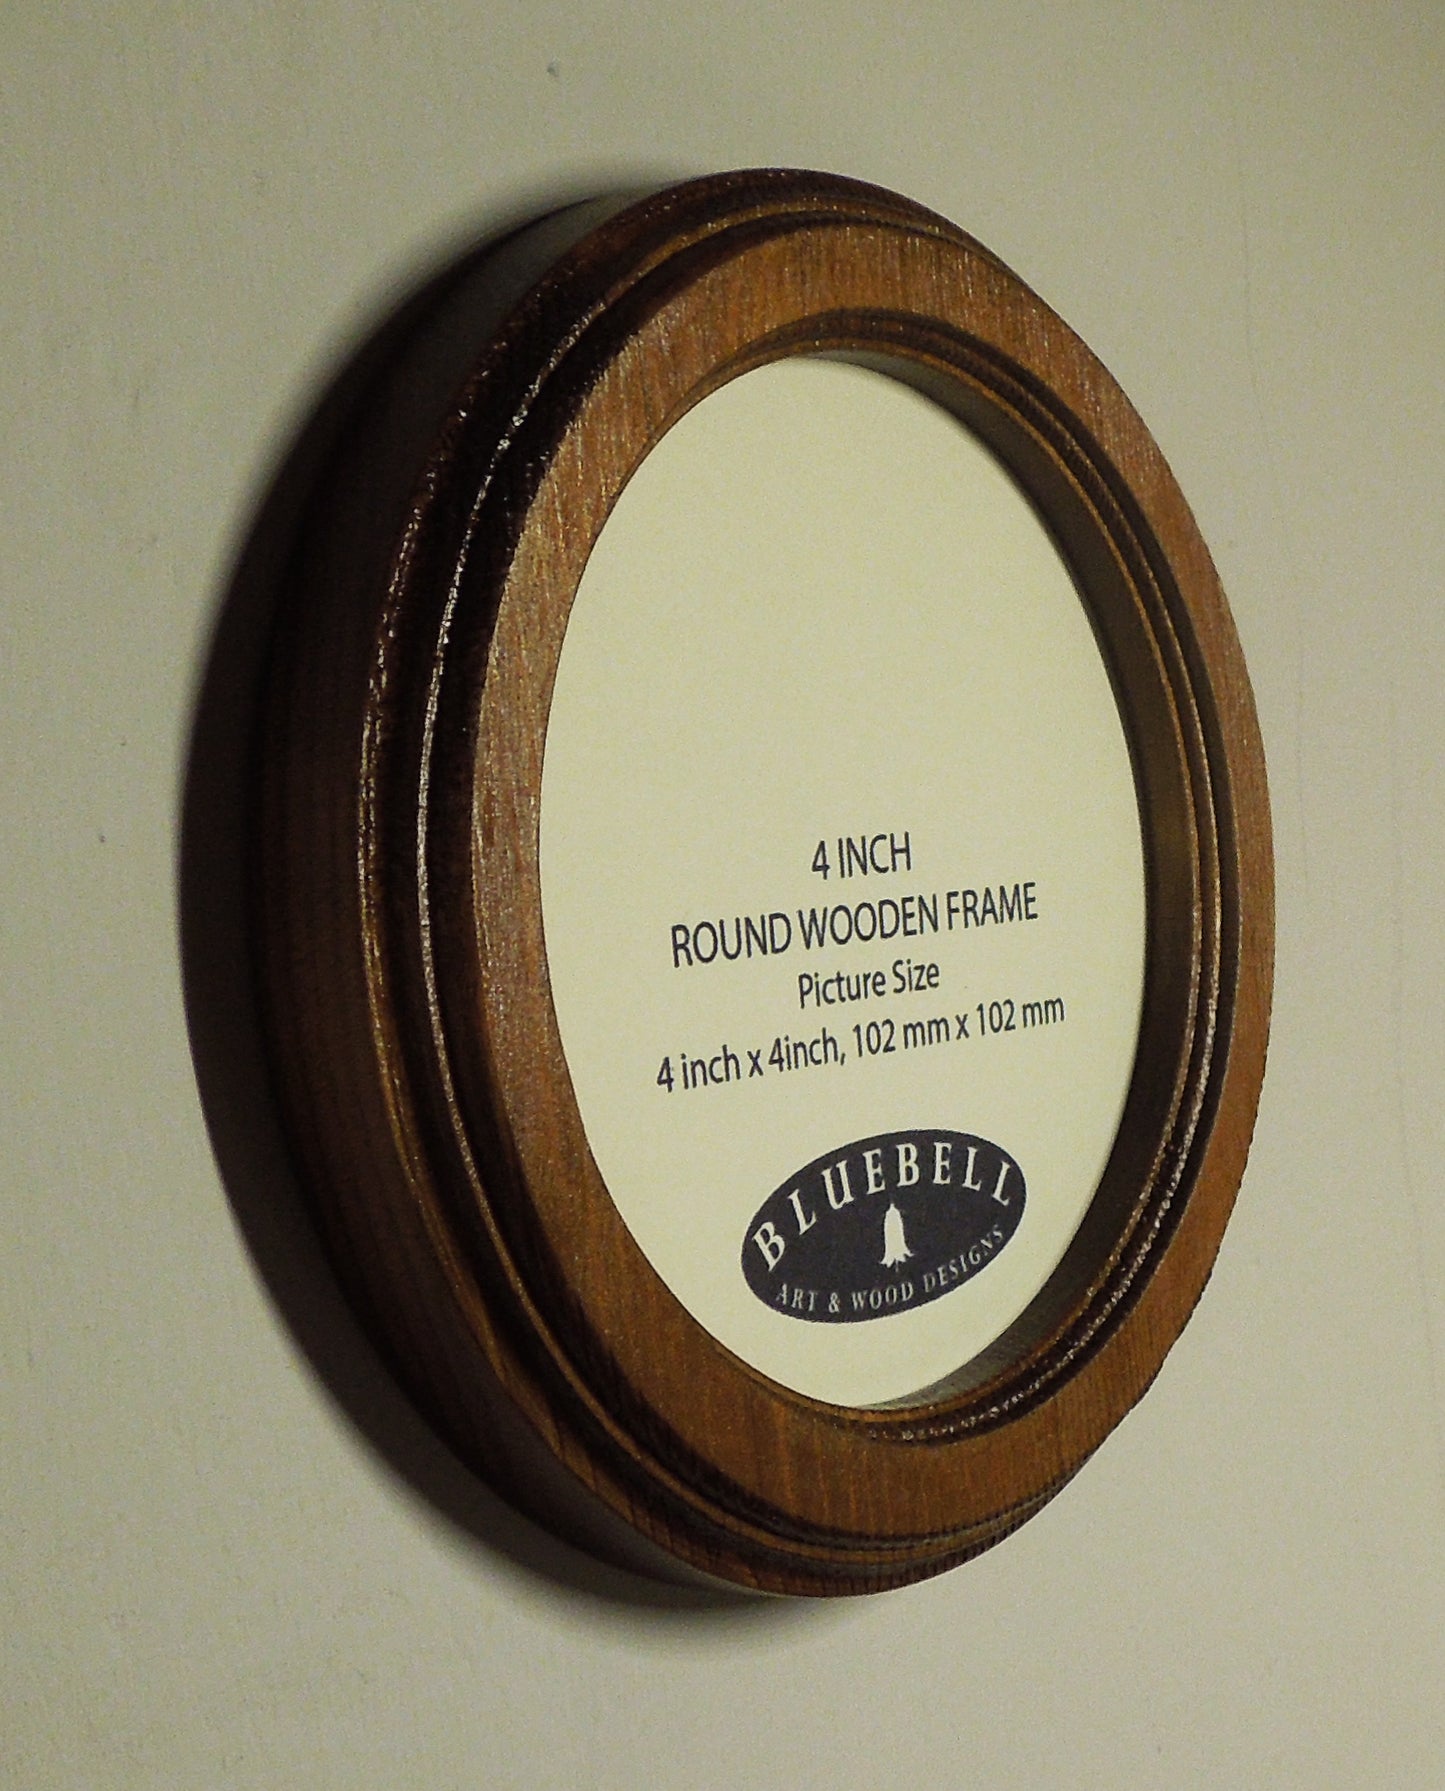 4 INCH
ROUND WOODEN FRAME
Picture Size
4 inch x 4inch, 102 mm x 102 mm
BLUEBELL
ART & WOOD DESIGNS